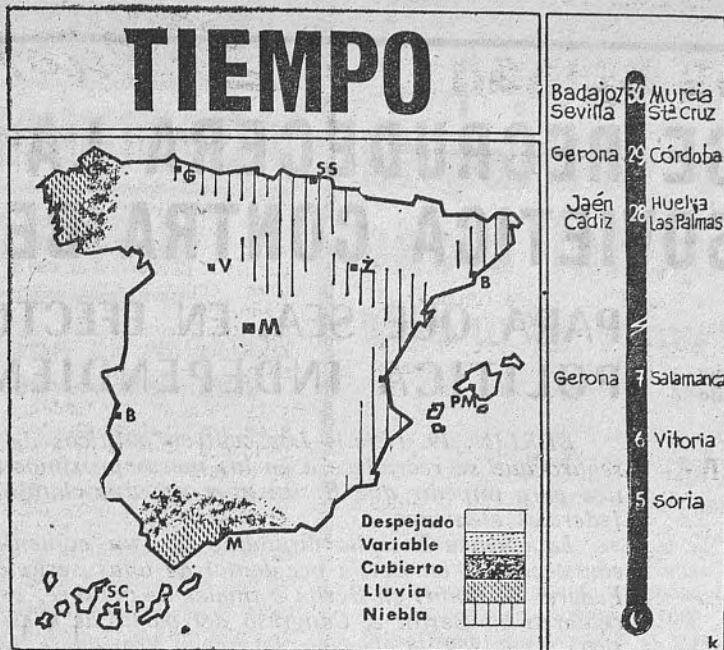 TIEMPO
G
SS
V
Z
B
M
PM
B
S
G
M
SC
LP
Despejado
Variable
Cubierto
Lluvia
Niebla
Badajoz 30 Murcia
Sevilla Sta Cruz
Gerona 29 Córdoba
Jaén 28 Huelva
Cádiz Las Palmas
Gerona 7 Salamanca
6 Vitoria
5 Soria
k